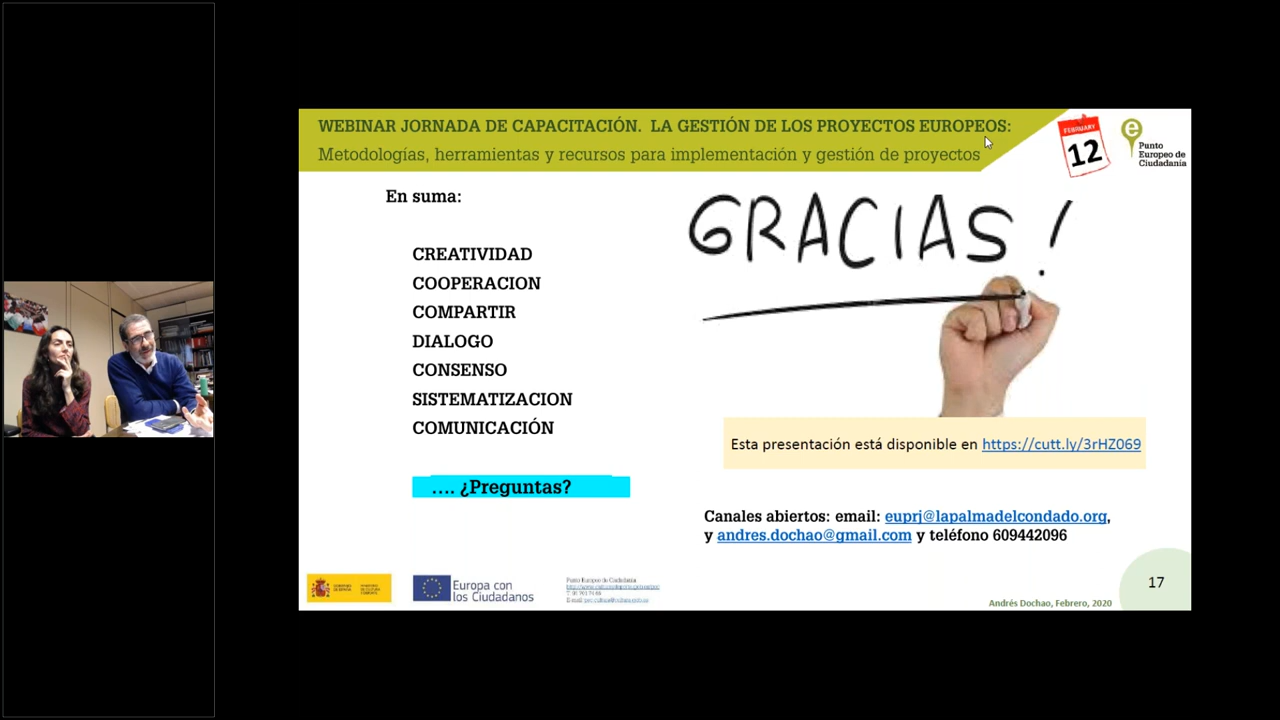 WEBINAR JORNADA DE CAPACITACIÓN. LA GESTIÓN DE LOS PROYECTOS EUROPEOS:
Metodologías, herramientas y recursos para implementación y gestión de proyectos
FEBRUARY
12
e
Punto
Europeo de
Ciudadanía
En suma:
GRACIAS!
CREATIVIDAD
COOPERACION
COMPARTIR
DIALOGO
CONSENSO
SISTEMATIZACION
COMUNICACIÓN
Esta presentación está disponible en https://cutt.ly/3rHZ069
.... ¿Preguntas?
Canales abiertos: email: euprj@lapalmadelcondado.org,
y andres.dochao@gmail.com y teléfono 609442096
Europa con
los Ciudadanos
Punto Europeo de Ciudadanía
17
Andrés Dochao, Febrero, 2020